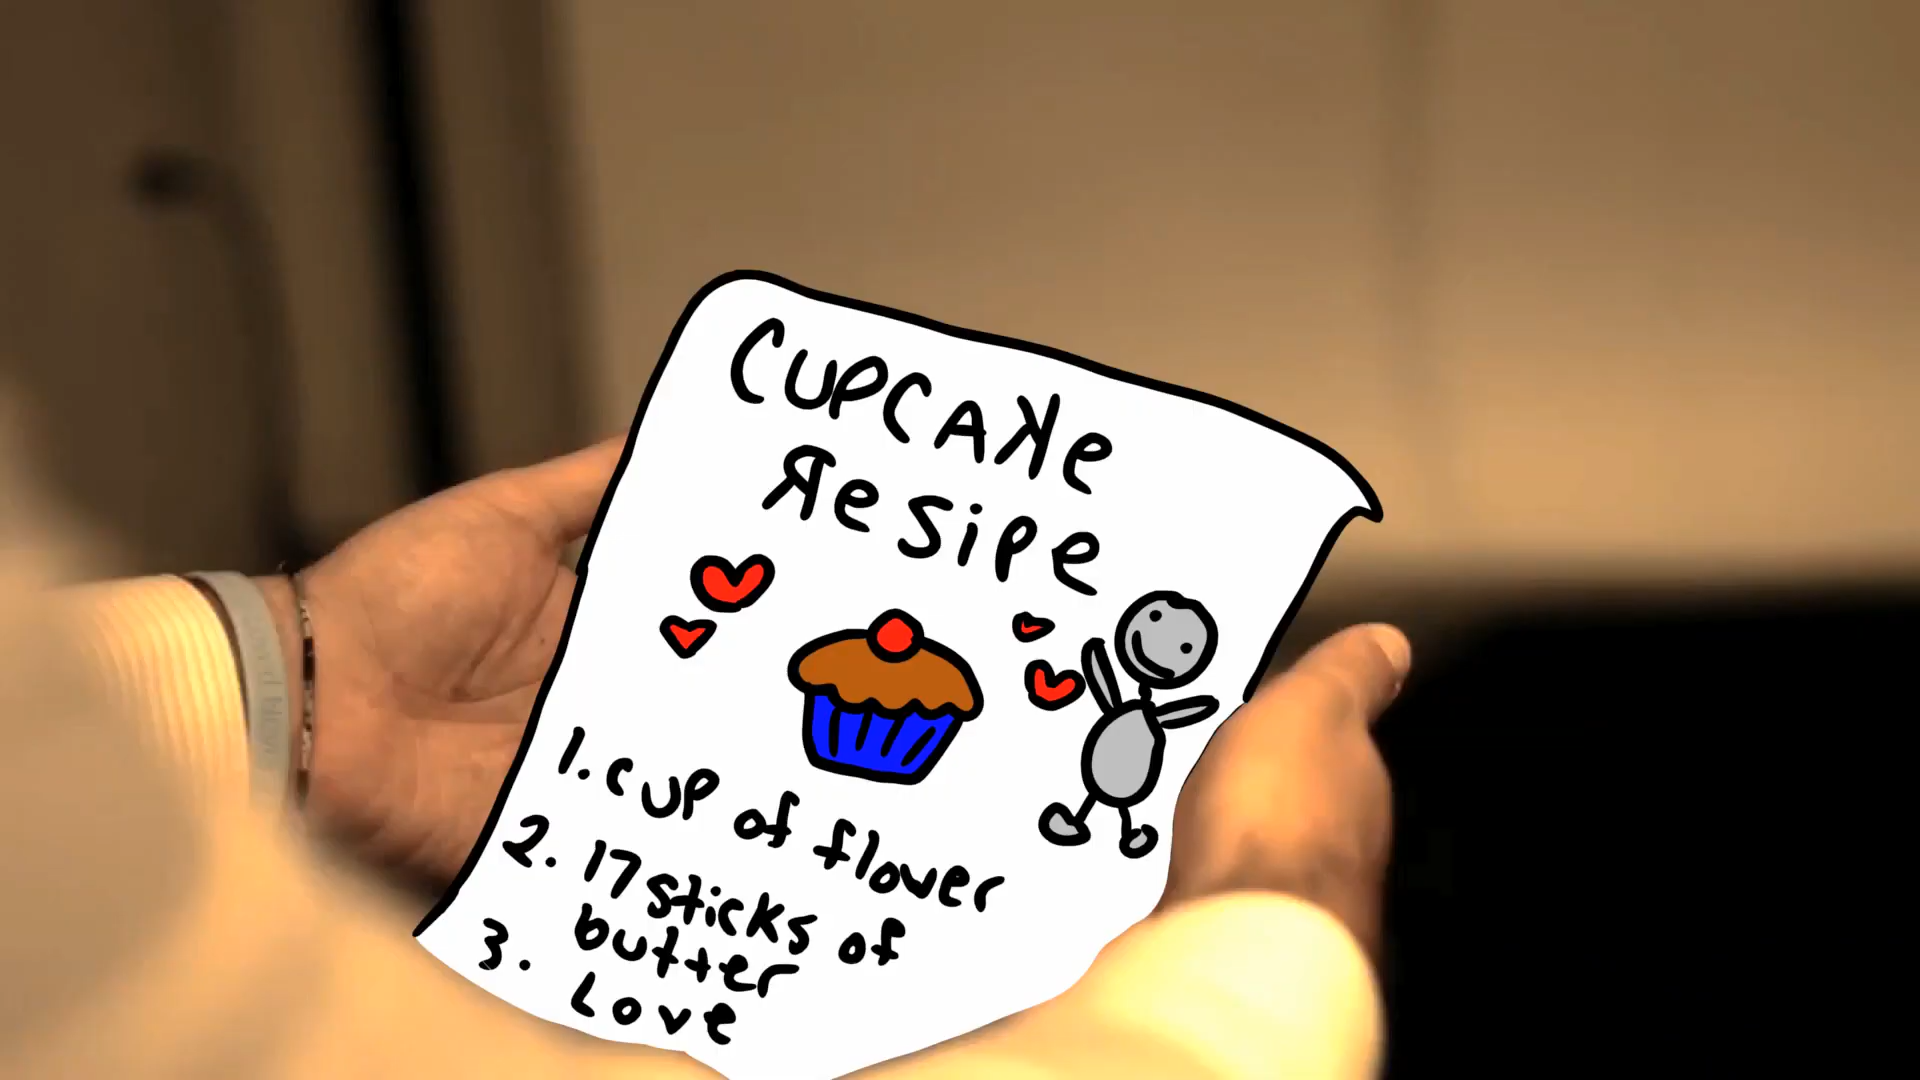 CUPCAKe
ResiPe
1. CUP of flower
2. 17 sticks of
butter
3. Love